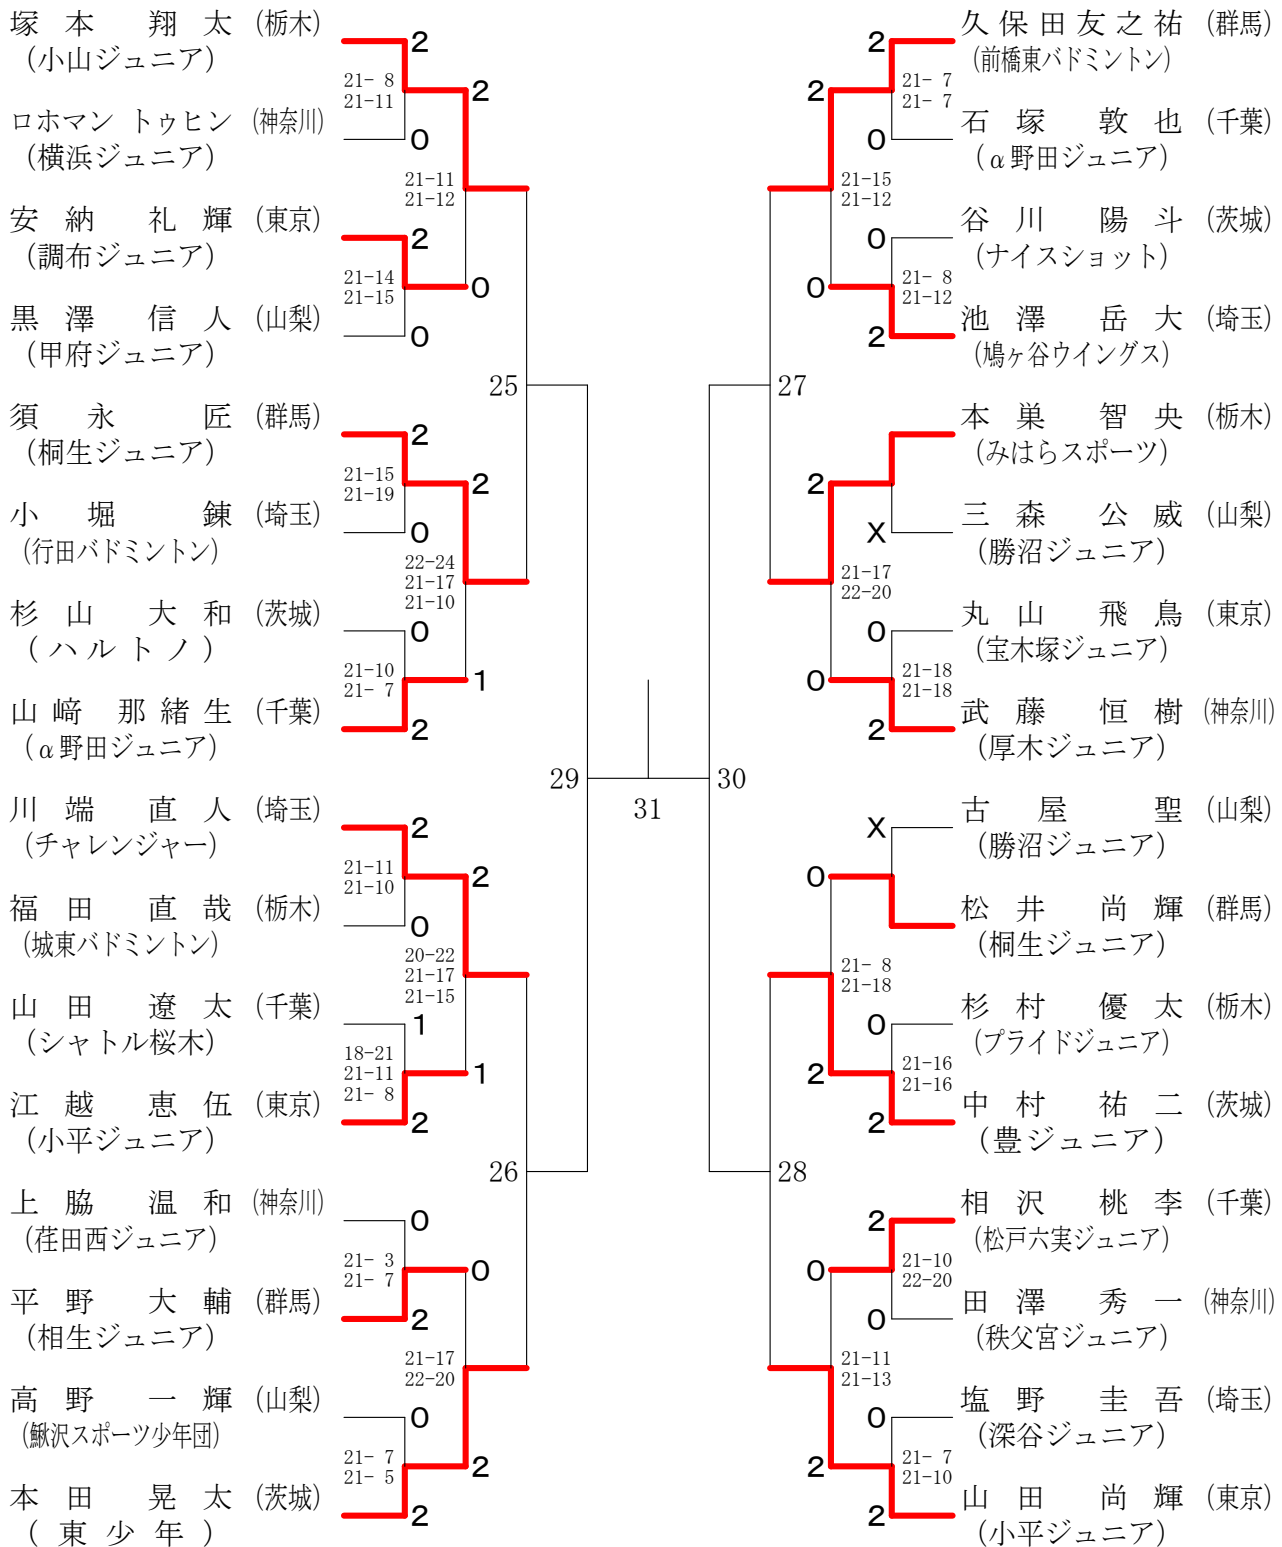 塚本 翔太 (栃木)
(小山ジュニア)
2
21- 8
21-11
2
ロホマン トゥヒン (神奈川)
(横浜ジュニア)
0
21-11
21-12
安納 礼輝 (東京)
(調布ジュニア)
2
21-14
21-15
0
黒澤 信人 (山梨)
(甲府ジュニア)
0
25
須永 匠 (群馬)
(桐生ジュニア)
2
21-15
21-19
2
小堀 錬 (埼玉)
(行田バドミントン)
0
22-24
21-17
21-10
杉山 大和 (茨城)
(ハルトノ)
0
21-10
21- 7
1
山﨑 那緒生 (千葉)
(α野田ジュニア)
2
29
31
川端 直人 (埼玉)
(チャレンジャー)
2
21-11
21-10
2
福田 直哉 (栃木)
(城東バドミントン)
0
20-22
21-17
21-15
山田 遼太 (千葉)
(シャトル桜木)
1
18-21
21-11
21- 8
1
江越 恵伍 (東京)
(小平ジュニア)
2
26
上脇 温和 (神奈川)
(荏田西ジュニア)
0
21- 3
21- 7
0
平野 大輔 (群馬)
(相生ジュニア)
2
21-17
22-20
高野 一輝 (山梨)
(鰍沢スポーツ少年団)
0
21- 7
21- 5
2
本田 晃太 (茨城)
(東少年)
2
久保田友之祐 (群馬)
(前橋東バドミントン)
2
21- 7
21- 7
2
石塚 敦也 (千葉)
(α野田ジュニア)
0
21-15
21-12
谷川 陽斗 (茨城)
(ナイスショット)
0
21- 8
21-12
0
池澤 岳大 (埼玉)
(鳩ヶ谷ウイングス)
2
27
本巣 智央 (栃木)
(みはらスポーツ)
2
三森 公威 (山梨)
(勝沼ジュニア)
X
21-17
22-20
丸山 飛鳥 (東京)
(宝木塚ジュニア)
0
21-18
21-18
0
武藤 恒樹 (神奈川)
(厚木ジュニア)
2
30
古屋 聖 (山梨)
(勝沼ジュニア)
X
0
松井 尚輝 (群馬)
(桐生ジュニア)
21- 8
21-18
杉村 優太 (栃木)
(プライドジュニア)
0
21-16
21-16
2
中村 祐二 (茨城)
(豊ジュニア)
2
28
相沢 桃李 (千葉)
(松戸六実ジュニア)
2
21-10
22-20
0
田澤 秀一 (神奈川)
(秩父宮ジュニア)
0
21-11
21-13
塩野 圭吾 (埼玉)
(深谷ジュニア)
0
21- 7
21-10
2
山田 尚輝 (東京)
(小平ジュニア)
2